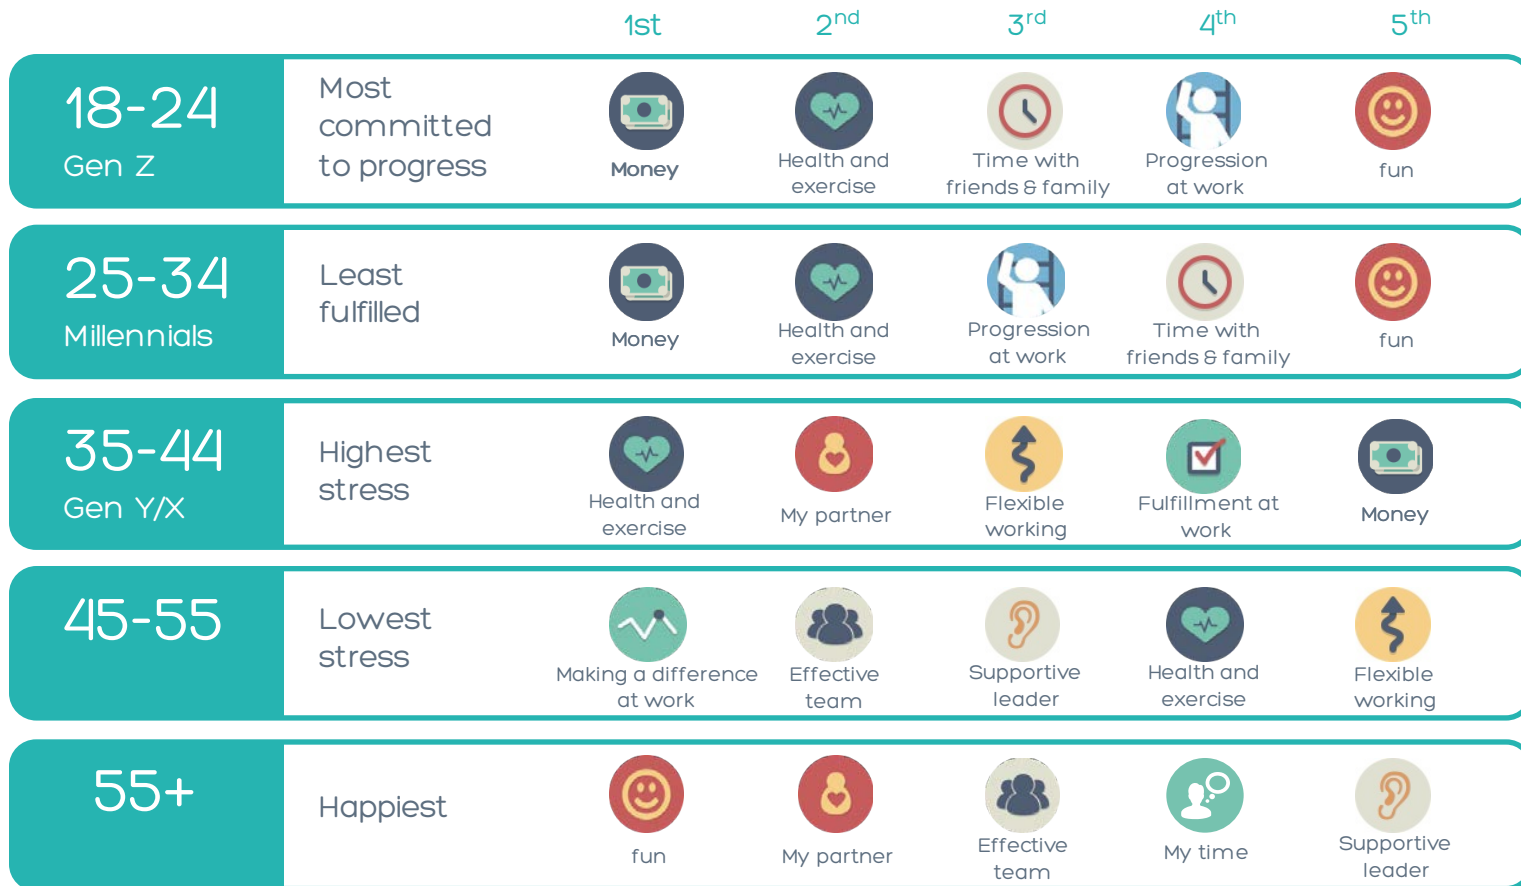 1st 2nd 3rd 4th 5th
18-24
Gen Z
Most
committed
to progress
Money
Health and
exercise
Time with
friends & family
Progression
at work
fun
25-34
Millennials
Least
fulfilled
Money
Health and
exercise
Progression
at work
Time with
friends & family
fun
35-44
Gen Y/X
Highest
stress
Health and
exercise
My partner
Flexible
working
Fulfillment at
work
Money
45-55
Lowest
stress
Making a difference
at work
Effective
team
Supportive
leader
Health and
exercise
Flexible
working
55+
Happiest
fun
My partner
Effective
team
My time
Supportive
leader